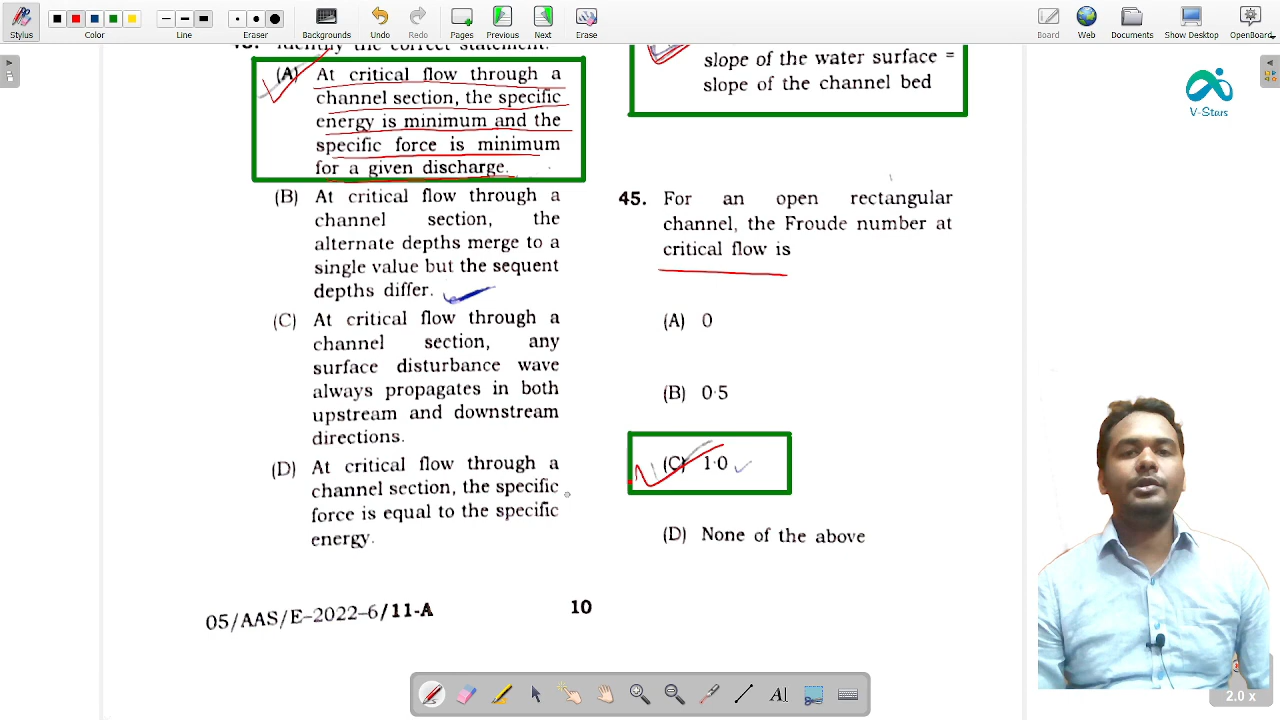 Stylus
Color
Line
Eraser
Backgrounds
Undo
Redo
Pages
Previous
Next
Erase
Board
Web
Documents
Show Desktop
OpenBoard
Identify the correct statement.
(A) At critical flow through a
channel section, the specific
energy is minimum and the
specific force is minimum
for a given discharge.
(B) At critical flow through a
channel section, the
alternate depths merge to a
single value but the sequent
depths differ.
(C) At critical flow through a
channel section, any
surface disturbance wave
always propagates in both
upstream and downstream
directions.
(D) At critical flow through a
channel section, the specific
force is equal to the specific
energy.
05/AAS/E–2022–6/11-A
10
slope of the water surface =
slope of the channel bed
45. For an open rectangular
channel, the Froude number at
critical flow is
(A) 0
(B) 0·5
(C) 1·0
(D) None of the above
V-Stars
2.0 x